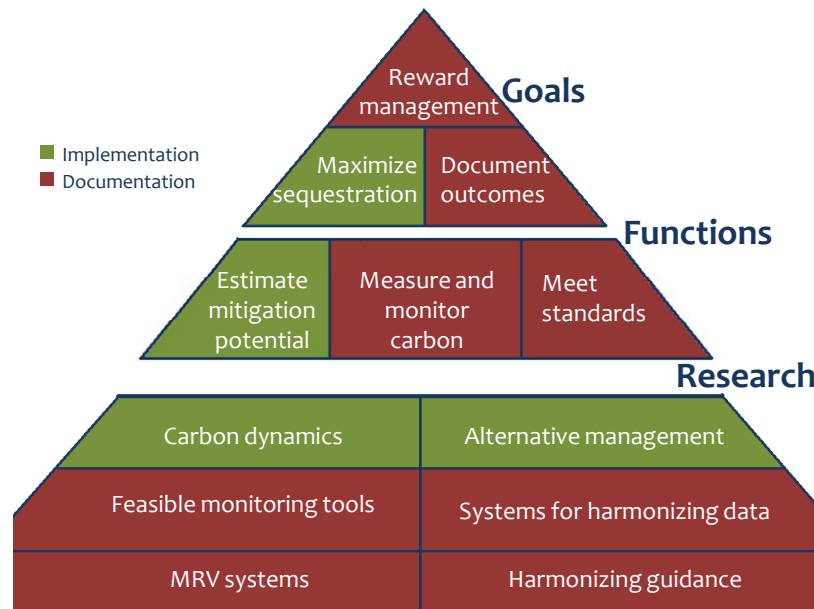 Reward
management
Goals
Implementation
Documentation
Maximize
sequestration
Document
outcomes
Functions
Estimate
mitigation
potential
Measure and
monitor
carbon
Meet
standards
Research
Carbon dynamics
Alternative management
Feasible monitoring tools
Systems for harmonizing data
MRV systems
Harmonizing guidance